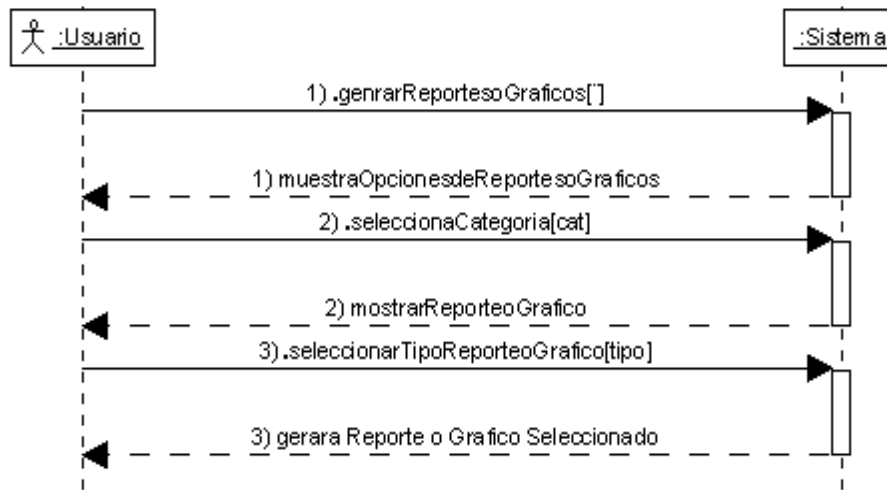 :Usuario
:Sistema
1) .genrarReportesoGraficos[¨]
1) muestraOpcionesdeReportesoGraficos
2) .seleccionaCategoria[cat]
2) mostrarReporteoGrafico
3) .seleccionarTipoReporteoGrafico[tipo]
3) gerara Reporte o Grafico Seleccionado